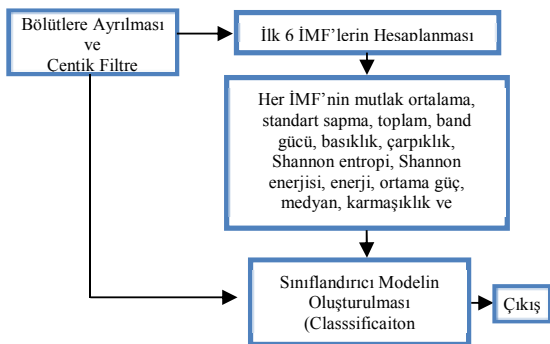 Bölütlere Ayrılması
ve
Çentik Filtre
İlk 6 İMF’lerin Hesaplanması
Her İMF’nin mutlak ortalama,
standart sapma, toplam, band
gücü, basıklık, çarpıklık,
Shannon entropi, Shannon
enerjisi, enerji, ortama güç,
medyan, karmaşıklık ve
Sınıflandırıcı Modelin
Oluşturulması
(Classsificaiton
Çıkış